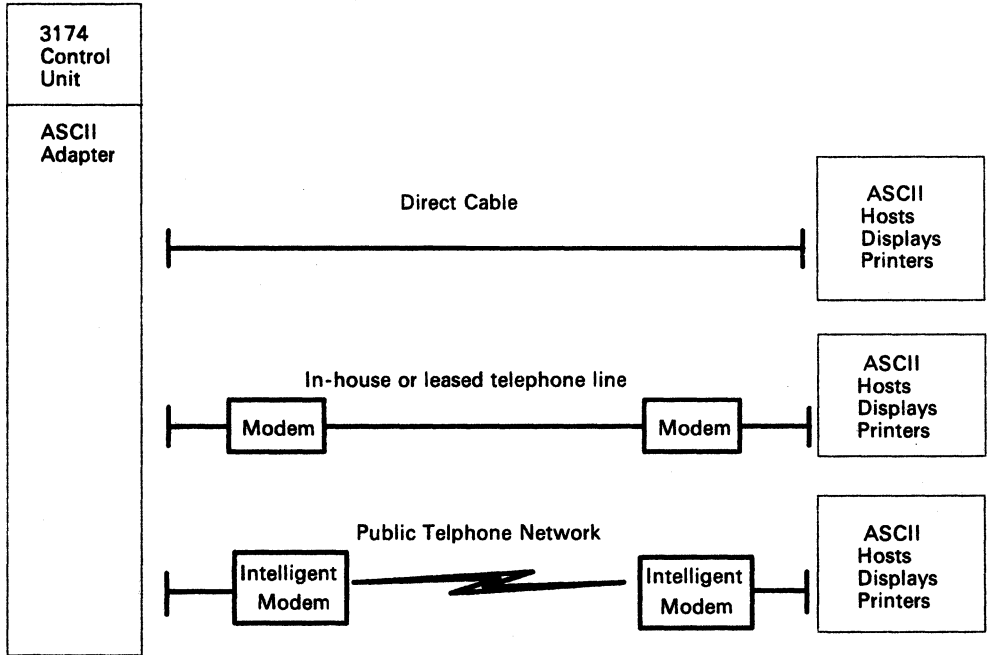 3174
Control
Unit
ASCII
Adapter
Direct Cable
ASCII
Hosts
Displays
Printers
In-house or leased telephone line
Modem
Modem
ASCII
Hosts
Displays
Printers
Public Telphone Network
Intelligent
Modem
Intelligent
Modem
ASCII
Hosts
Displays
Printers